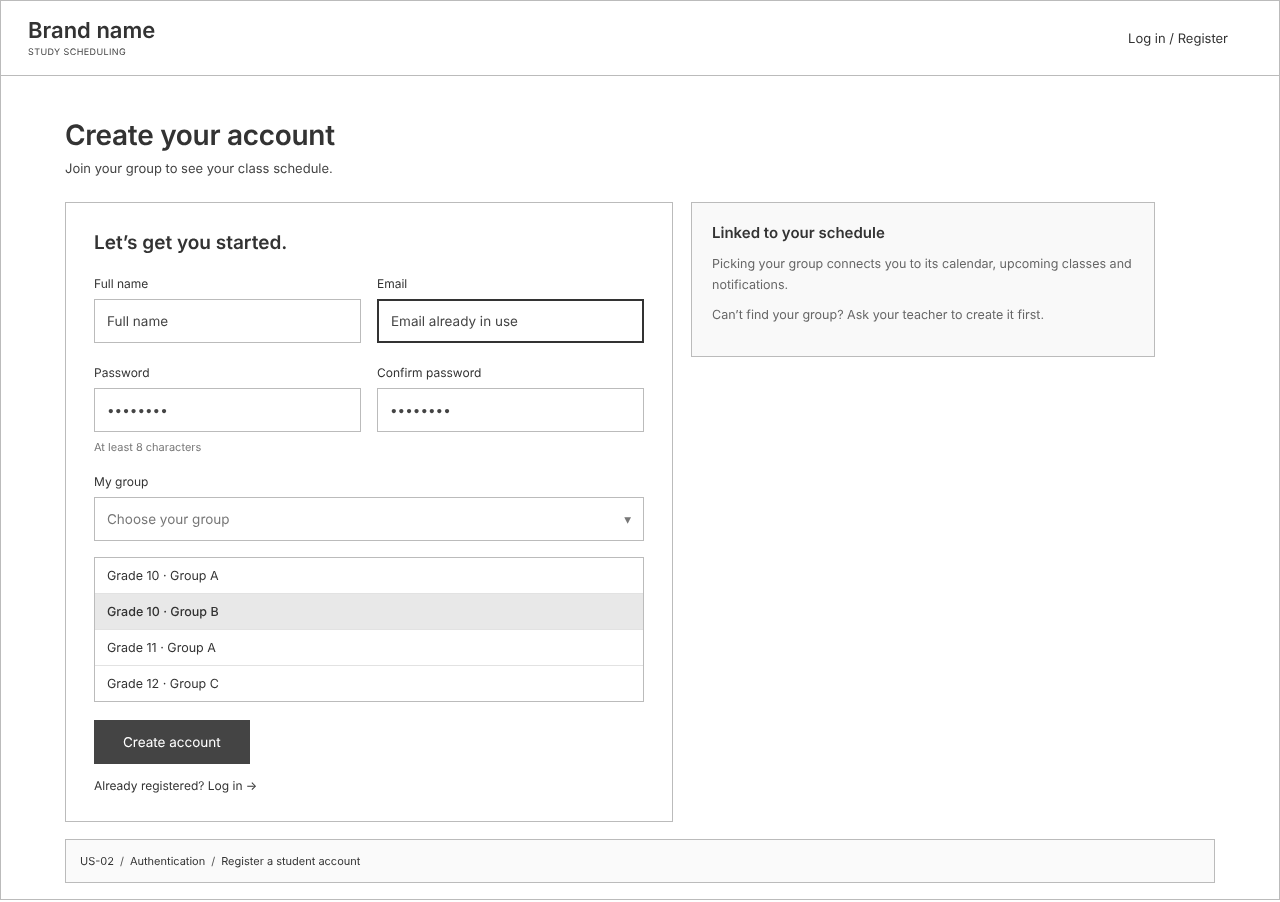 Brand name
STUDY SCHEDULING
Log in / Register
Create your account
Join your group to see your class schedule.
Let’s get you started.
Full name
Email
Full name
Email already in use
Password
Confirm password
••••••••
••••••••
At least 8 characters
My group
Choose your group
▾
Grade 10 · Group A
Grade 10 · Group B
Grade 11 · Group A
Grade 12 · Group C
Create account
Already registered? Log in →
Linked to your schedule
Picking your group connects you to its calendar, upcoming classes and
notifications.
Can’t find your group? Ask your teacher to create it first.
US-02 / Authentication / Register a student account